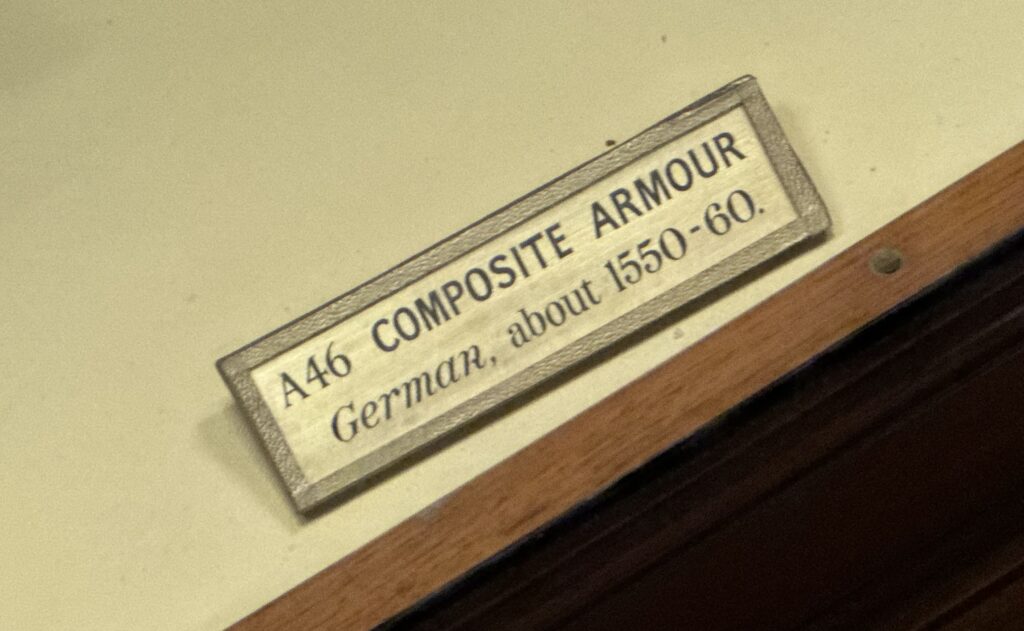 A46 COMPOSITE ARMOUR
German, about 1550-60.